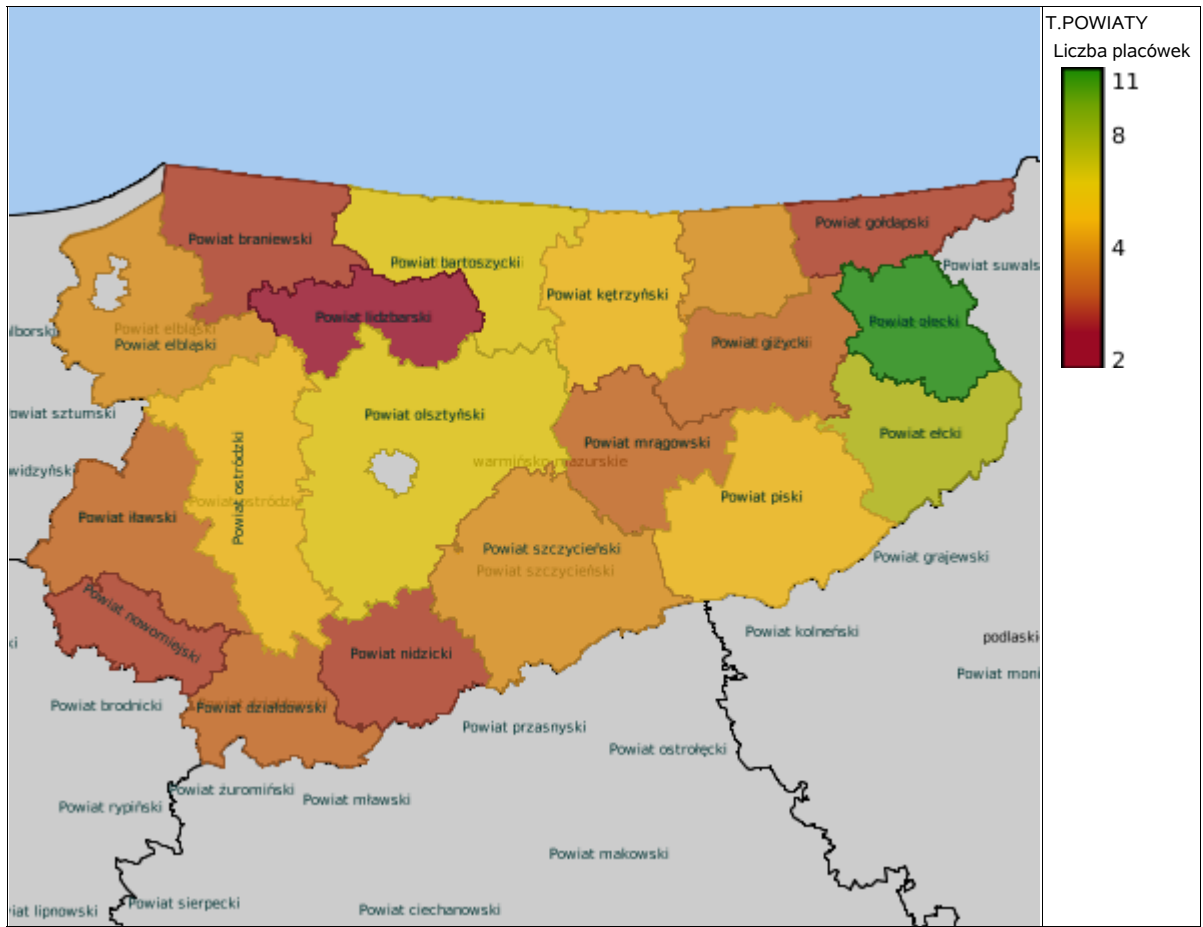 T.POWIATY
Liczba placówek
11
8
4
2
Powiat gołdapski
Powiat braniewski
Powiat bartoszycki
Powiat suwals
Powiat kętrzyński
Powiat lidzbarski
Powiat olecki
lborski
Powiat elbląski
Powiat elbląski
Powiat giżycki
owiat sztumski
Powiat olsztyński
Powiat ełcki
Powiat mrągowski
warmińsko-mazurskie
widzyński
Powiat ostródzki
Powiat ostródzki
Powiat piski
Powiat iławski
Powiat szczycieński
Powiat szczycieński
Powiat grajewski
Powiat nowomiejski
Powiat kolneński
podlaski
ki
Powiat nidzicki
Powiat moni
Powiat brodnicki
Powiat działdowski
Powiat przasnyski
Powiat ostrołęcki
Powiat żuromiński
Powiat mławski
Powiat rypiński
Powiat makowski
Powiat sierpecki
iat lipnowski
Powiat ciechanowski